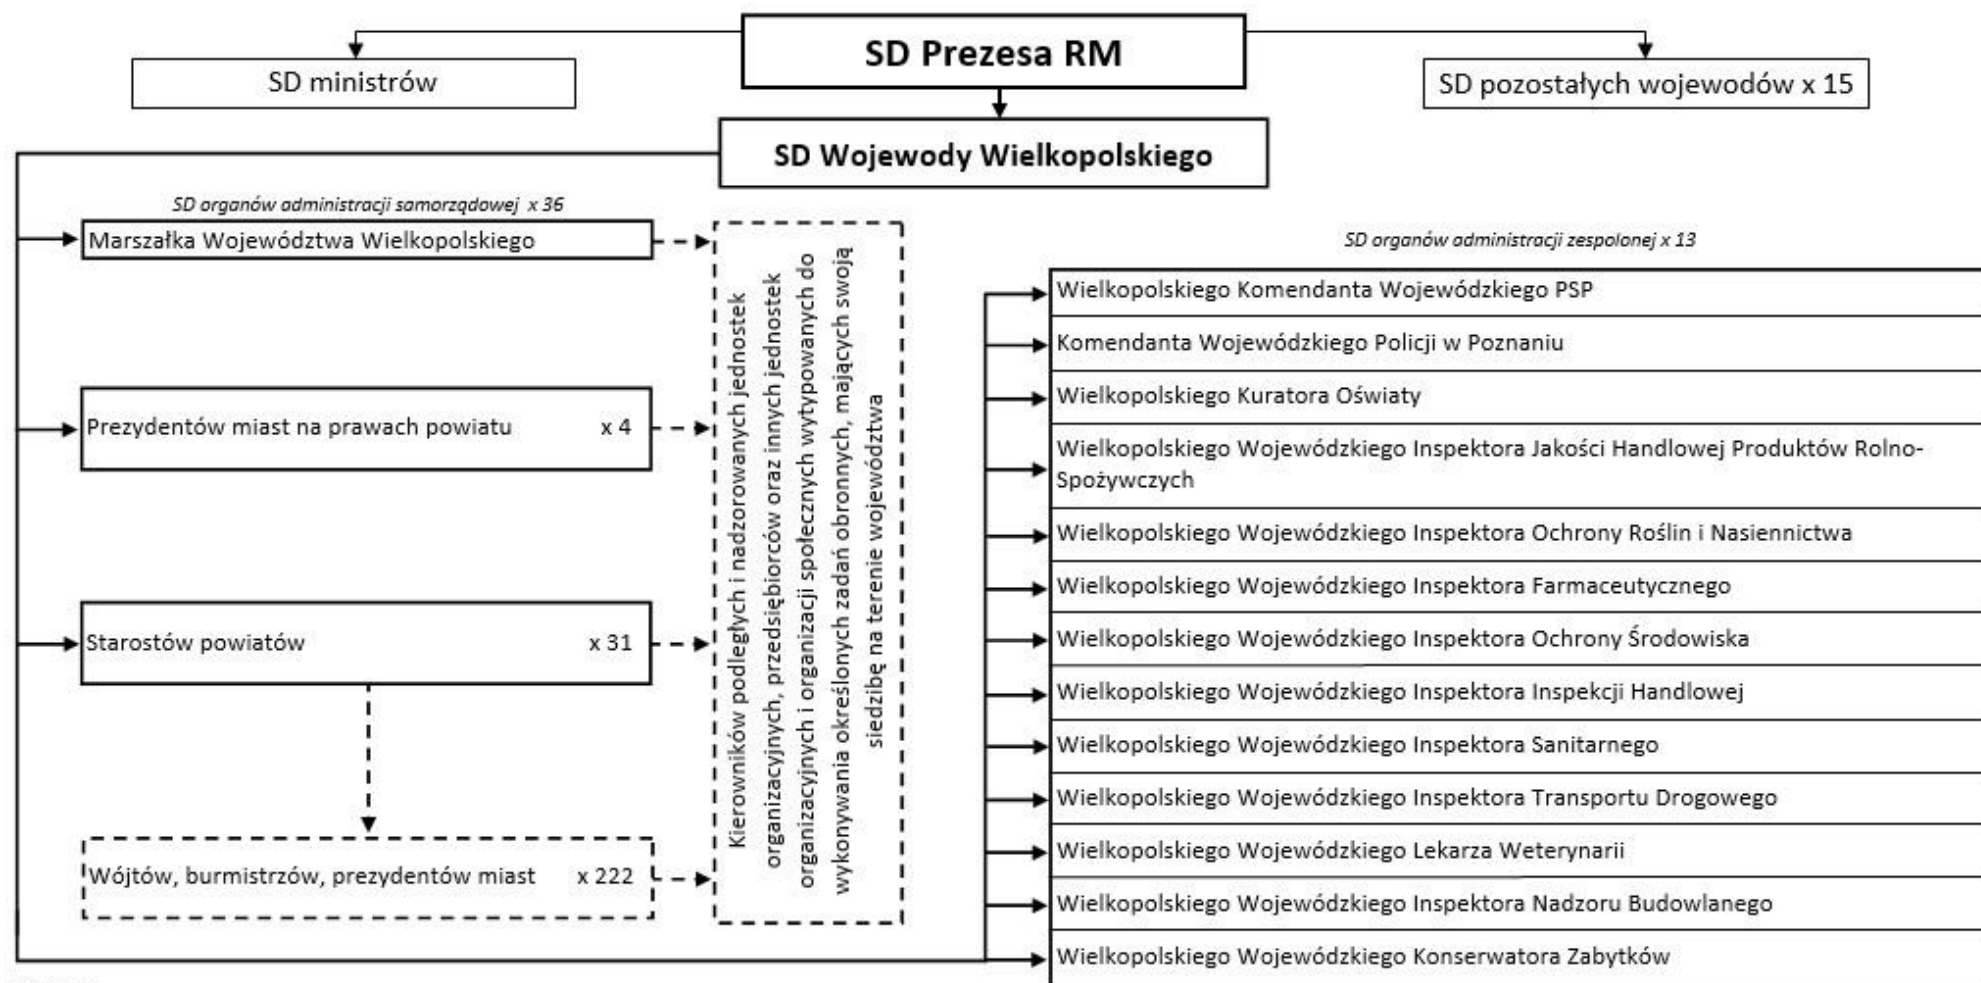 SD Prezesa RM
SD ministrów
SD pozostałych wojewodów x 15
SD Wojewody Wielkopolskiego
SD organów administracji samorządowej x 36
Marszałka Województwa Wielkopolskiego
Prezydentów miast na prawach powiatu x 4
Starostów powiatów x 31
Wójtów, burmistrzów, prezydentów miast x 222
Kierowników podległych i nadzorowanych jednostek
organizacyjnych, przedsiębiorców oraz innych jednostek
organizacyjnych i organizacji społecznych wytypowanych do
wykonywania określonych zadań obronnych, mających swoją
siedzibę na terenie województwa
SD organów administracji zespolonej x 13
Wielkopolskiego Komendanta Wojewódzkiego PSP
Komendanta Wojewódzkiego Policji w Poznaniu
Wielkopolskiego Kuratora Oświaty
Wielkopolskiego Wojewódzkiego Inspektora Jakości Handlowej Produktów Rolno-
Spożywczych
Wielkopolskiego Wojewódzkiego Inspektora Ochrony Roślin i Nasiennictwa
Wielkopolskiego Wojewódzkiego Inspektora Farmaceutycznego
Wielkopolskiego Wojewódzkiego Inspektora Ochrony Środowiska
Wielkopolskiego Wojewódzkiego Inspektora Inspekcji Handlowej
Wielkopolskiego Wojewódzkiego Inspektora Sanitarnego
Wielkopolskiego Wojewódzkiego Inspektora Transportu Drogowego
Wielkopolskiego Wojewódzkiego Lekarza Weterynarii
Wielkopolskiego Wojewódzkiego Inspektora Nadzoru Budowlanego
Wielkopolskiego Wojewódzkiego Konserwatora Zabytków